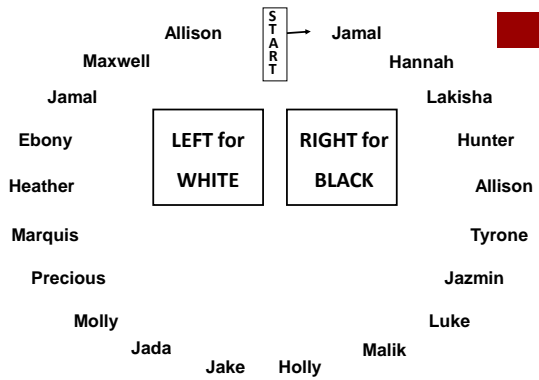 START
Jamal
Hannah
Lakisha
Hunter
Allison
Tyrone
Jazmin
Luke
Malik
Holly
Jake
Jada
Molly
Precious
Marquis
Heather
Ebony
Jamal
Maxwell
Allison
LEFT for
WHITE
RIGHT for
BLACK